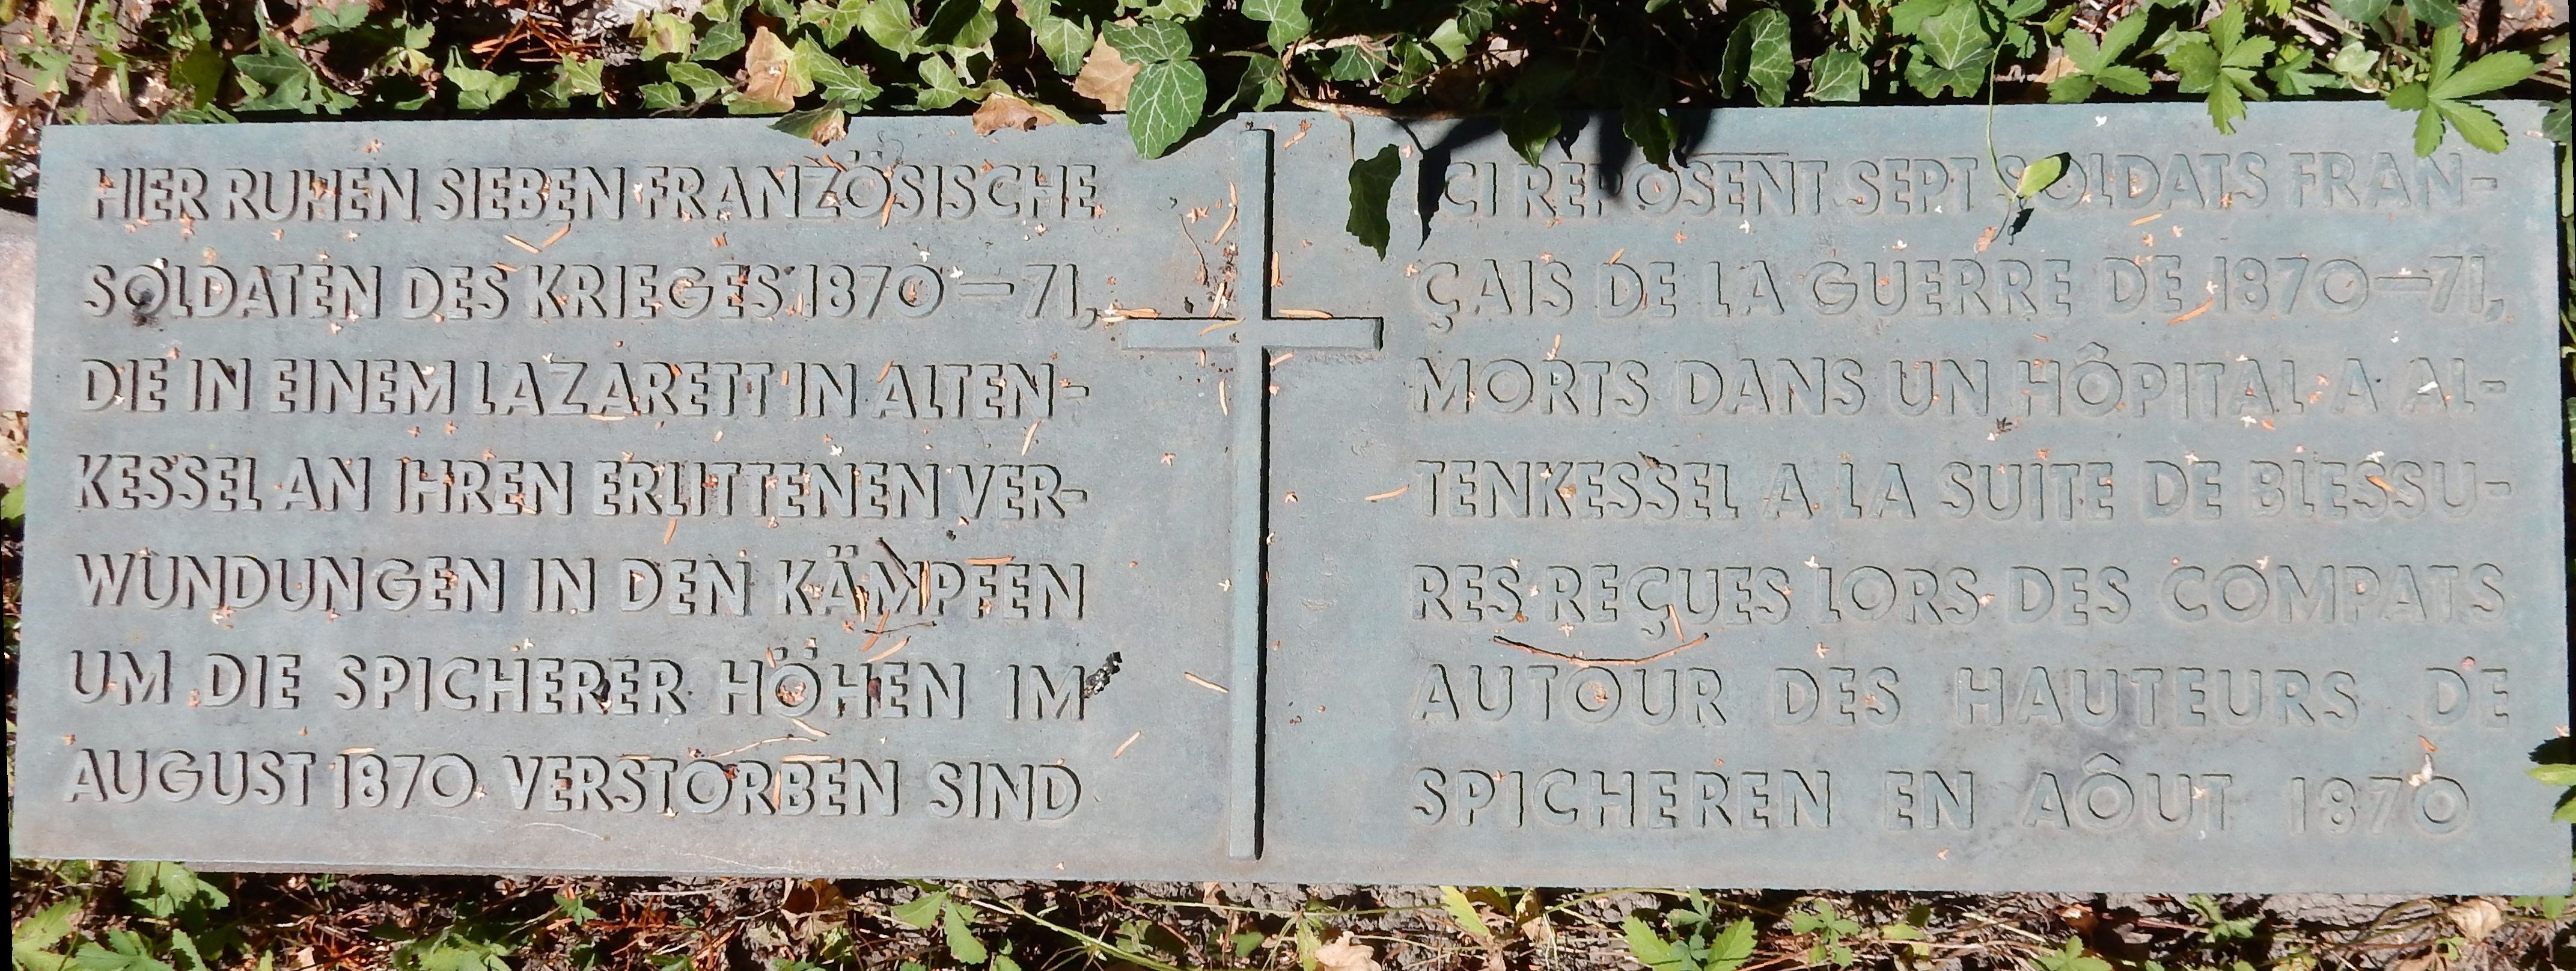 HIER RUHEN SIEBEN FRANZÖSISCHE
SOLDATEN DES KRIEGES 1870–71,
DIE IN EINEM LAZARETT IN ALTEN-
KESSEL AN IHREN ERLITTENEN VER-
WUNDUNGEN IN DEN KÄMPFEN
UM DIE SPICHERER HÖHEN IM
AUGUST 1870 VERSTORBEN SIND
ICI REPOSENT SEPT SOLDATS FRAN-
ÇAIS DE LA GUERRE DE 1870–71,
MORTS DANS UN HÔPITAL A AL-
TENKESSEL A LA SUITE DE BLESSU-
RES REÇUES LORS DES COMPATS
AUTOUR DES HAUTEURS DE
SPICHEREN EN AÔUT 1870